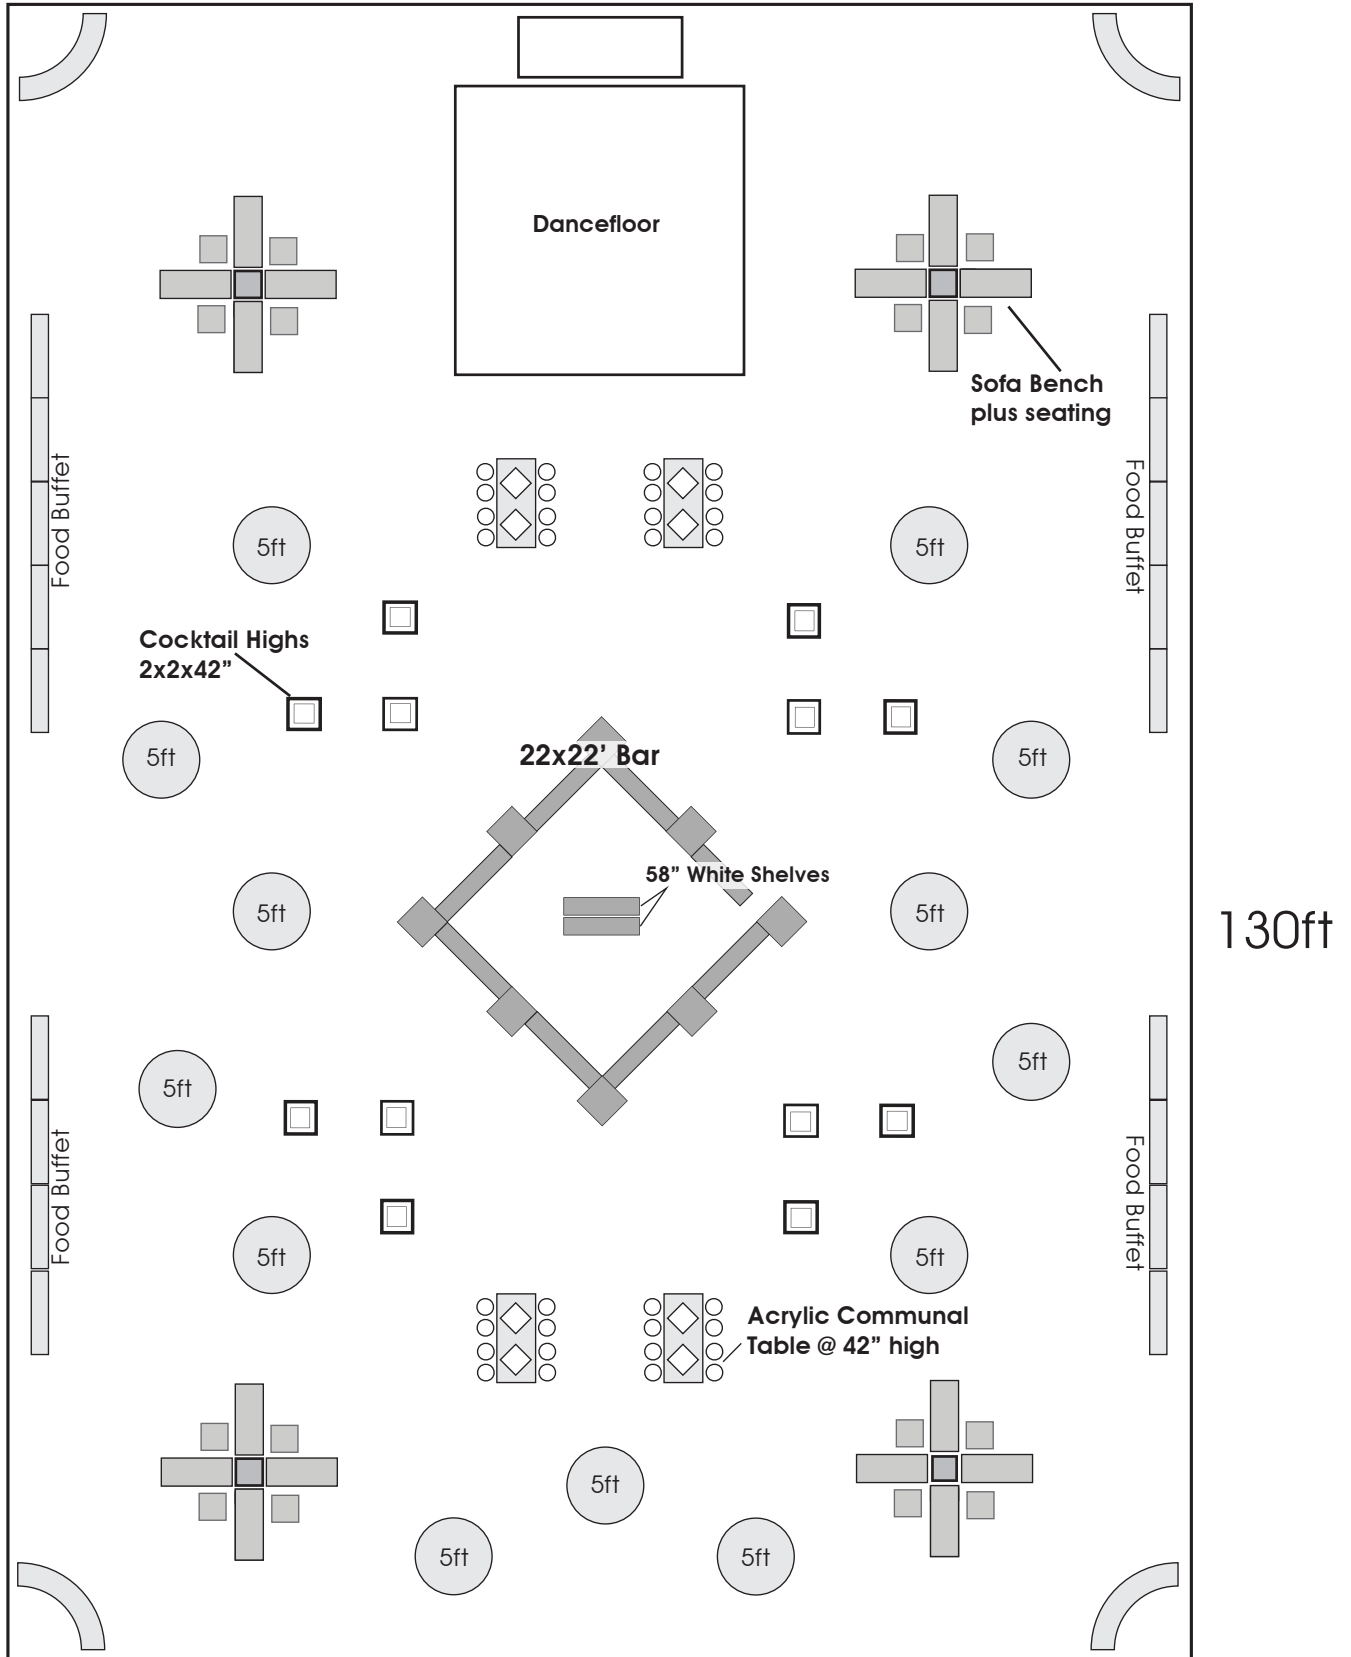 Dancefloor
Sofa Bench
plus seating
Food Buffet
Food Buffet
5ft
5ft
Cocktail Highs
2x2x42”
5ft
22x22’ Bar
5ft
58” White Shelves
5ft
5ft
130ft
5ft
5ft
Food Buffet
Food Buffet
5ft
5ft
Acrylic Communal
Table @ 42” high
5ft
5ft
5ft